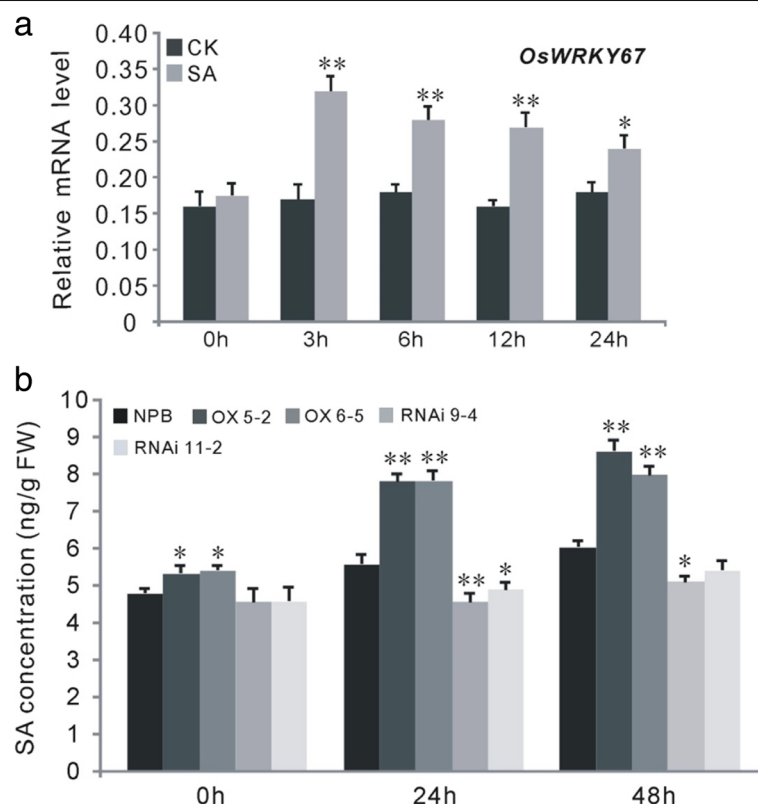 a
Relative mRNA level
0.40
0.35
0.30
0.25
0.20
0.15
0.10
0.05
0
CK
SA
OsWRKY67
**
**
**
*
0h 3h 6h 12h 24h
b
SA concentration (ng/g FW)
10
9
8
7
6
5
4
3
2
1
0
NPB OX 5-2 OX 6-5 RNAi 9-4
RNAi 11-2
* *
** ** ** *
** ** *
0h 24h 48h